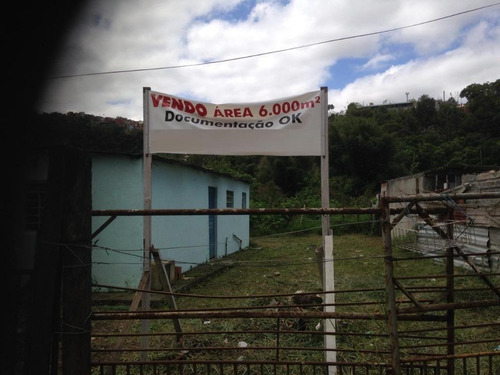 VENDO ÁREA 6.000m²
DOCUMENTAÇÃO OK